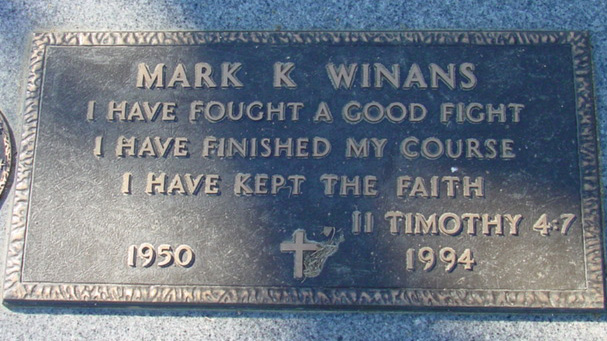 MARK K WINANS
I HAVE FOUGHT A GOOD FIGHT
I HAVE FINISHED MY COURSE
I HAVE KEPT THE FAITH
II TIMOTHY 4:7
1950 1994